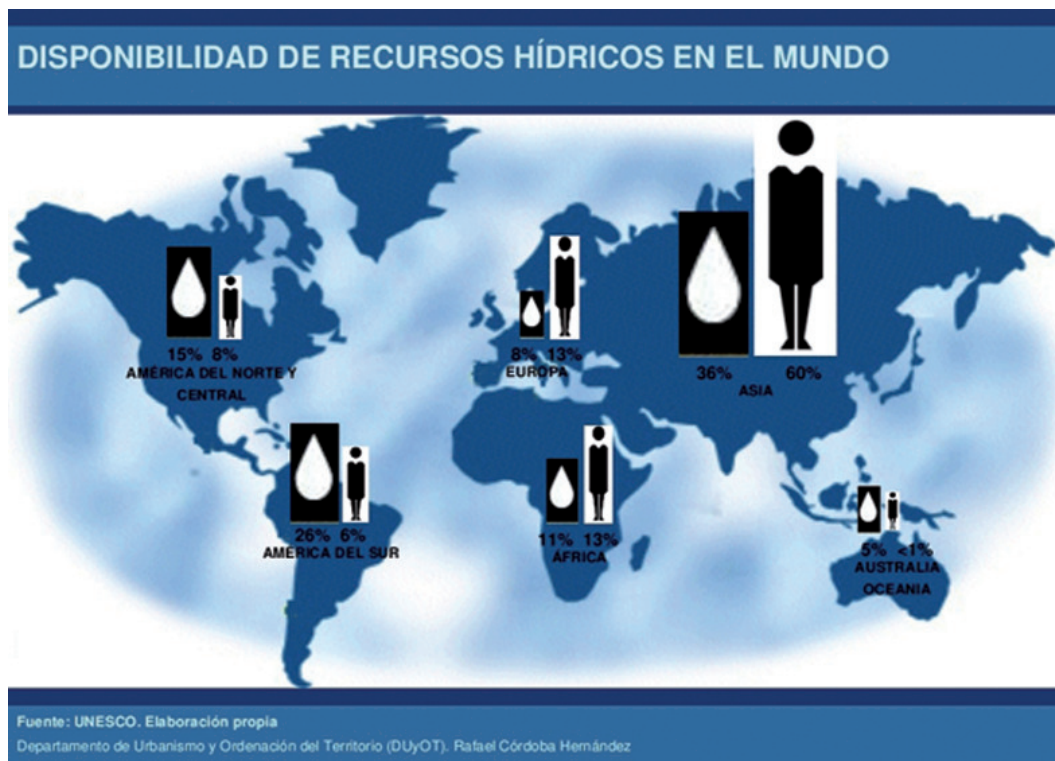 DISPONIBILIDAD DE RECURSOS HÍDRICOS EN EL MUNDO
15% 8%
AMÉRICA DEL NORTE Y
CENTRAL
8% 13%
EUROPA
36% 60%
ASIA
26% 6%
AMÉRICA DEL SUR
11% 13%
ÁFRICA
5% <1%
AUSTRALIA
OCEANIA
Fuente: UNESCO. Elaboración propia
Departamento de Urbanismo y Ordenación del Territorio (DUyOT). Rafael Córdoba Hernández